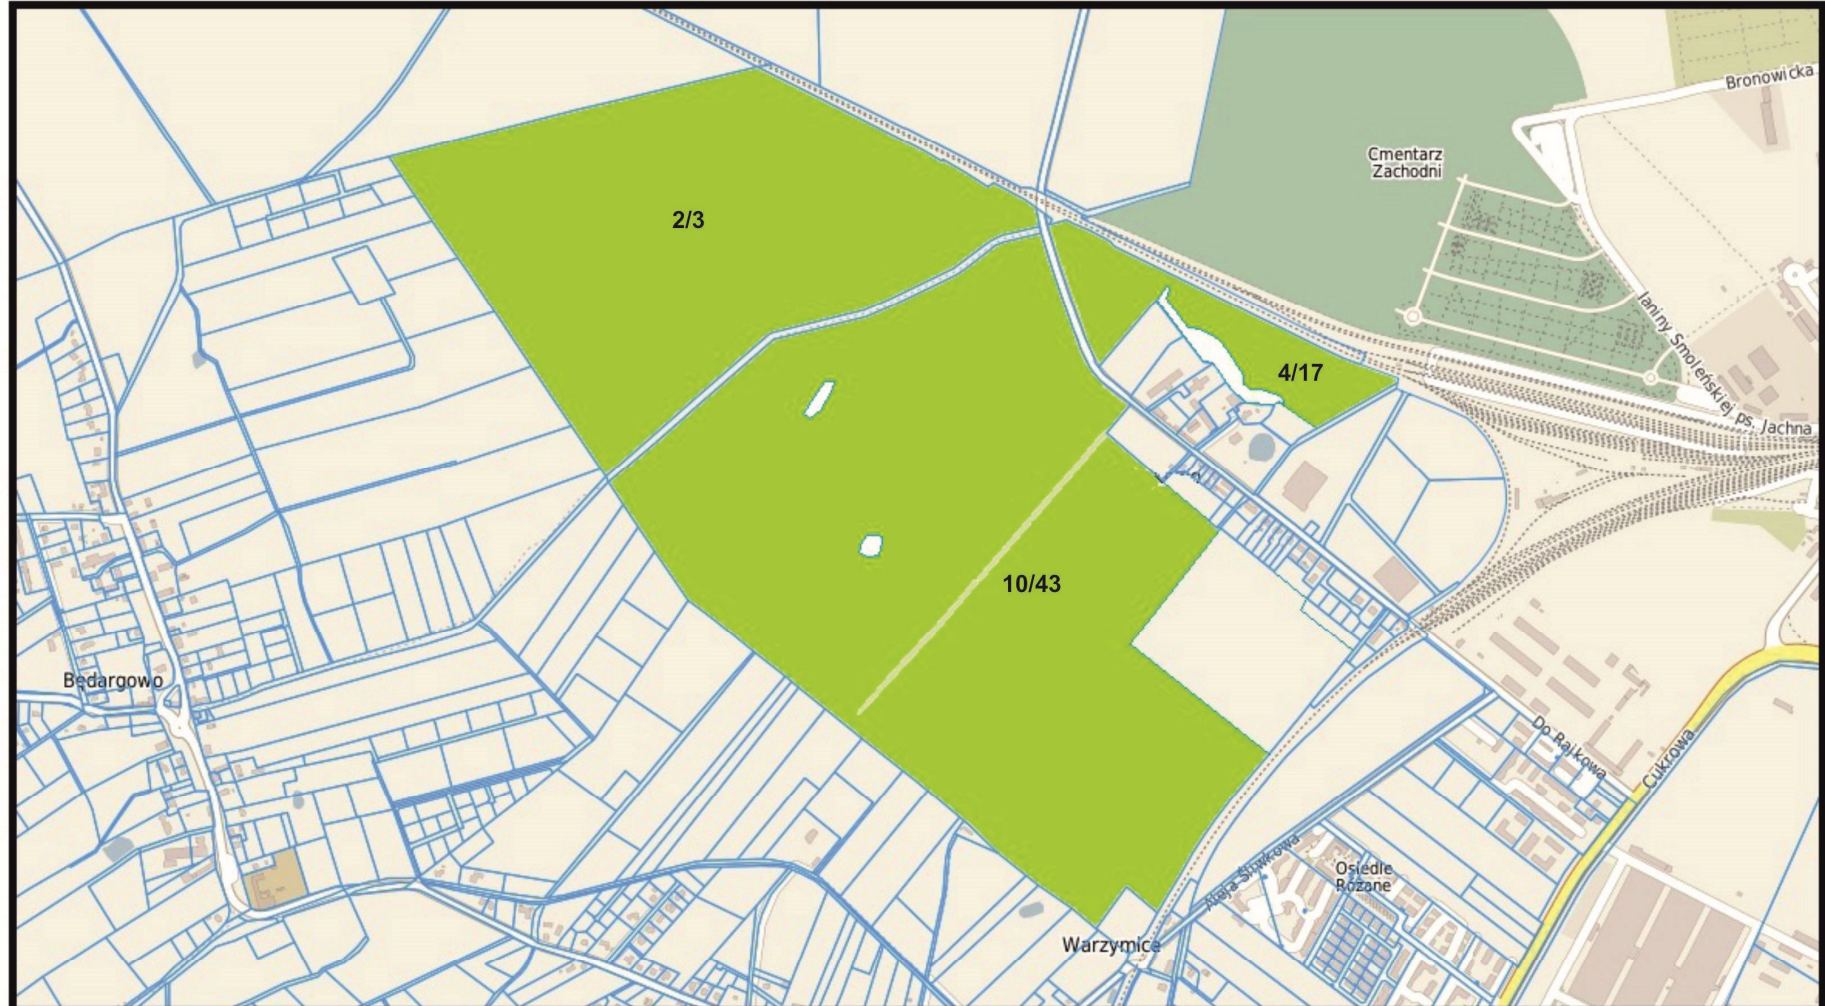 Bronowicka
Cmentarz
Zachodni
2/3
4/17
Janiny Smoleńskiej ps. Jachna
10/43
Będargowo
Do Rajkowa
Cukrowa
Aleja Śliwkowa
Osiedle
Różane
Warzymice